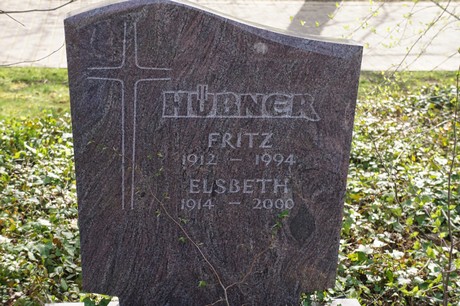 HÜBNER
FRITZ
1912 – 1994
ELSBETH
1914 – 2000